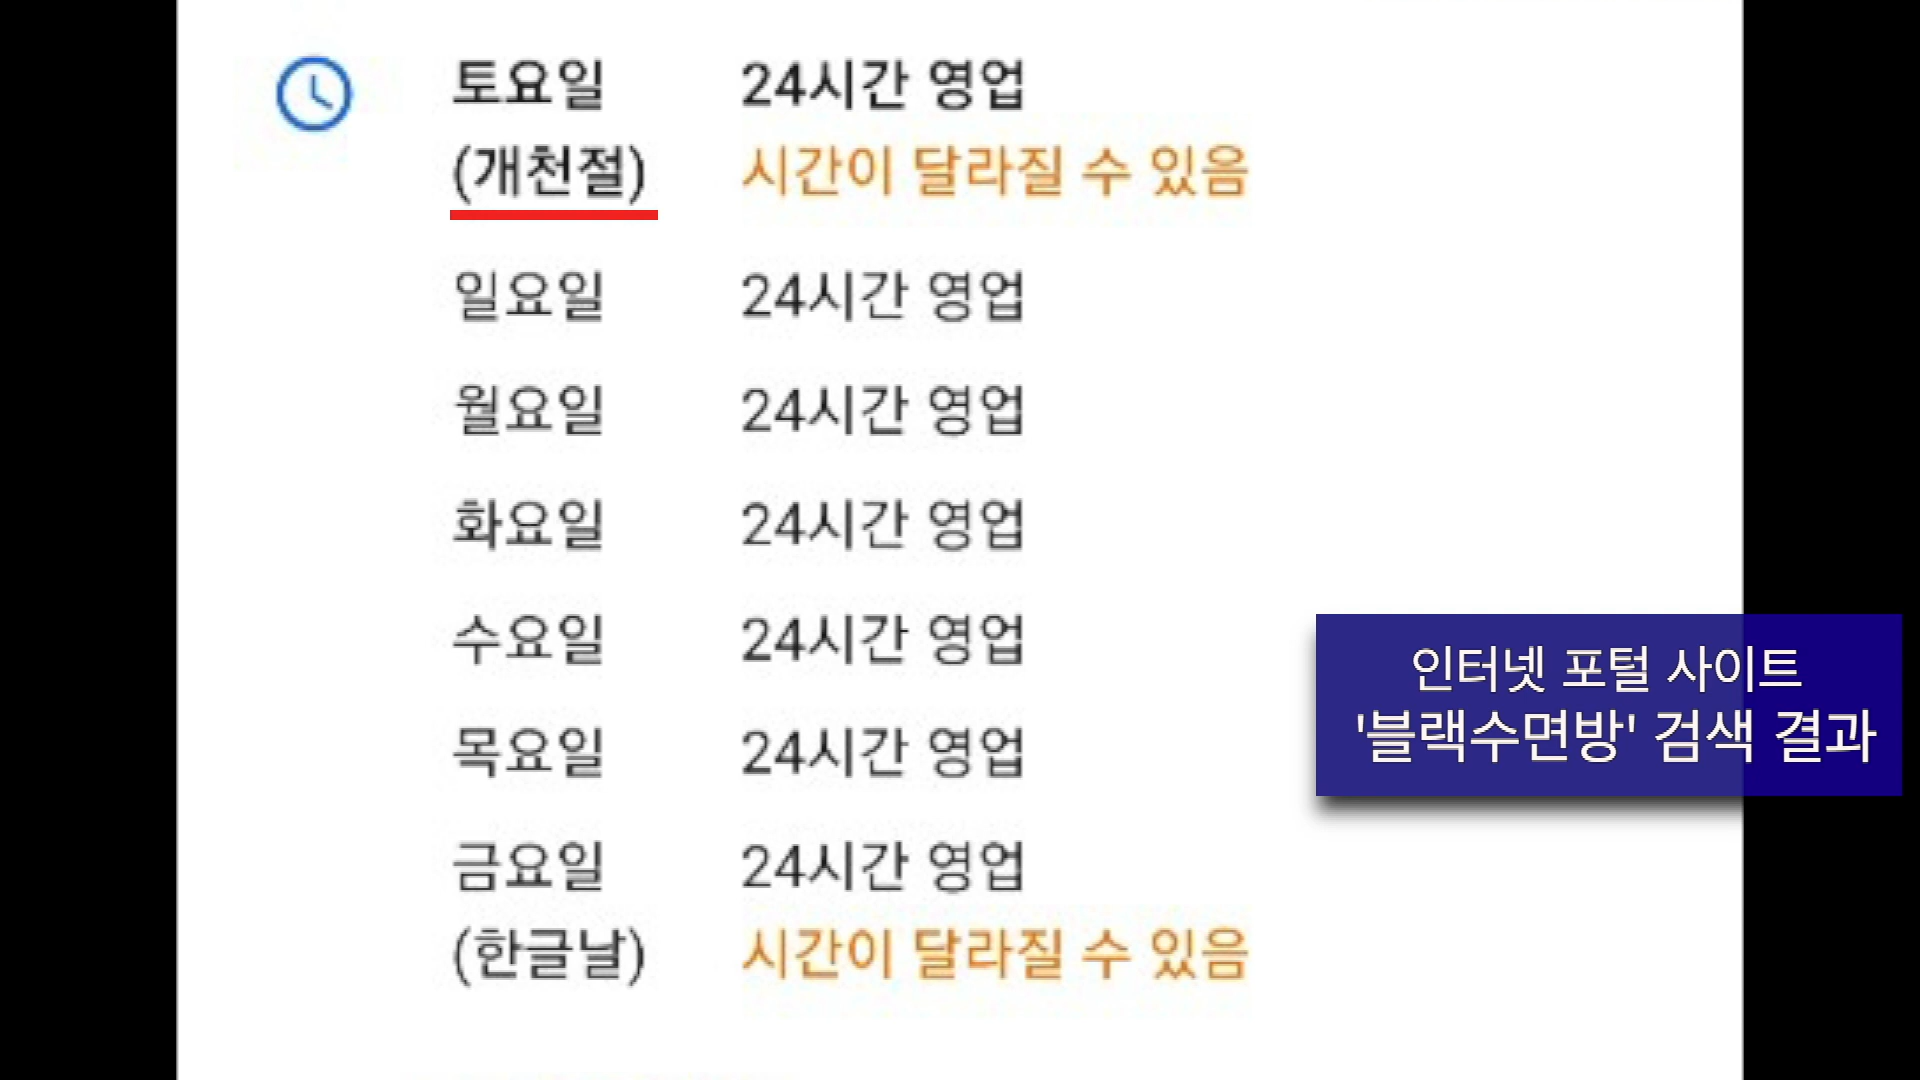 토요일 24시간 영업
(개천절) 시간이 달라질 수 있음
일요일 24시간 영업
월요일 24시간 영업
화요일 24시간 영업
수요일 24시간 영업
목요일 24시간 영업
금요일 24시간 영업
(한글날) 시간이 달라질 수 있음
인터넷 포털 사이트
'블랙수면방' 검색 결과